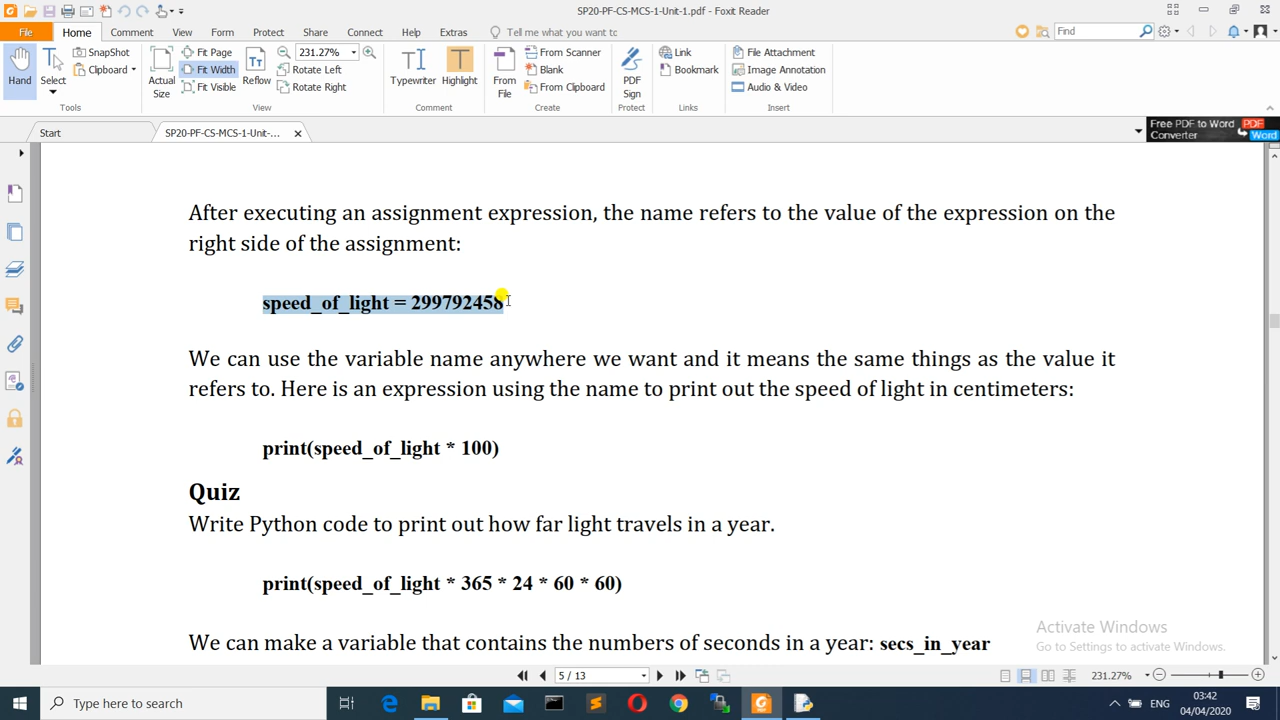 SP20-PF-CS-MCS-1-Unit-1.pdf - Foxit Reader
File Home Comment View Form Protect Share Connect Help Extras Tell me what you want tc Find
Hand Select SnapShot Clipboard Actual Size Fit Page Fit Width Fit Visible Reflow 231.27% Rotate Left Rotate Right Typewriter Highlight From File From Scanner Blank From Clipboard PDF Sign Link Bookmark File Attachment Image Annotation Audio & Video
Tools View Comment Create Protect Links Insert
Start SP20-PF-CS-MCS-1-Unit-... Free PDF to Word Converter PDF Word
After executing an assignment expression, the name refers to the value of the expression on the
right side of the assignment:
speed_of_light = 299792458
We can use the variable name anywhere we want and it means the same things as the value it
refers to. Here is an expression using the name to print out the speed of light in centimeters:
print(speed_of_light * 100)
Quiz
Write Python code to print out how far light travels in a year.
print(speed_of_light * 365 * 24 * 60 * 60)
We can make a variable that contains the numbers of seconds in a year: secs_in_year
Activate Windows
Go to Settings to activate Windows.
5 / 13 231.27%
Type here to search 03:42
04/04/2020